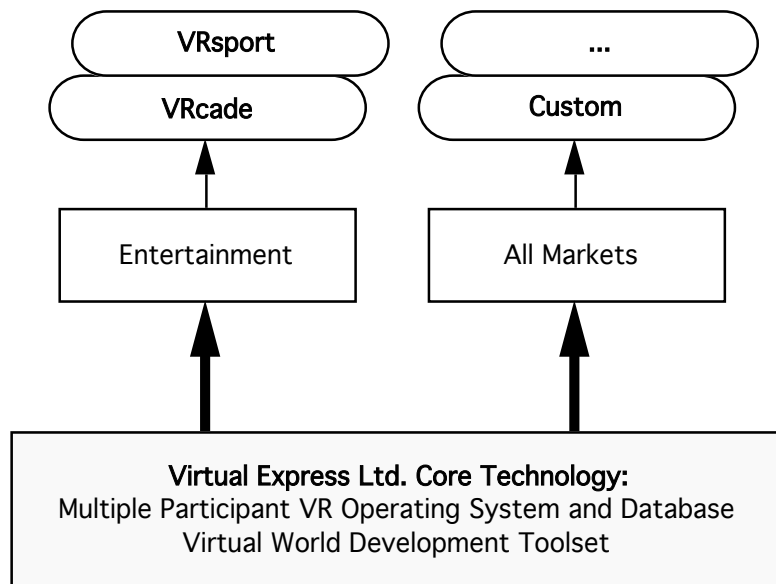 VRsport
...
VRcade
Custom
Entertainment
All Markets
Virtual Express Ltd. Core Technology:
Multiple Participant VR Operating System and Database
Virtual World Development Toolset